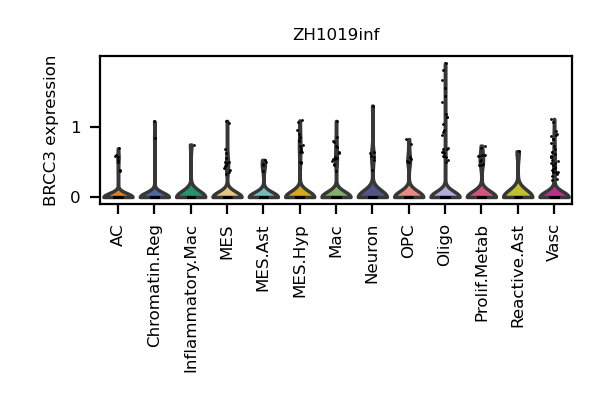 ZH1019inf
BRCC3 expression
1
0
AC
Chromatin.Reg
Inflammatory.Mac
MES
MES.Ast
MES.Hyp
Mac
Neuron
OPC
Oligo
Prolif.Metab
Reactive.Ast
Vasc